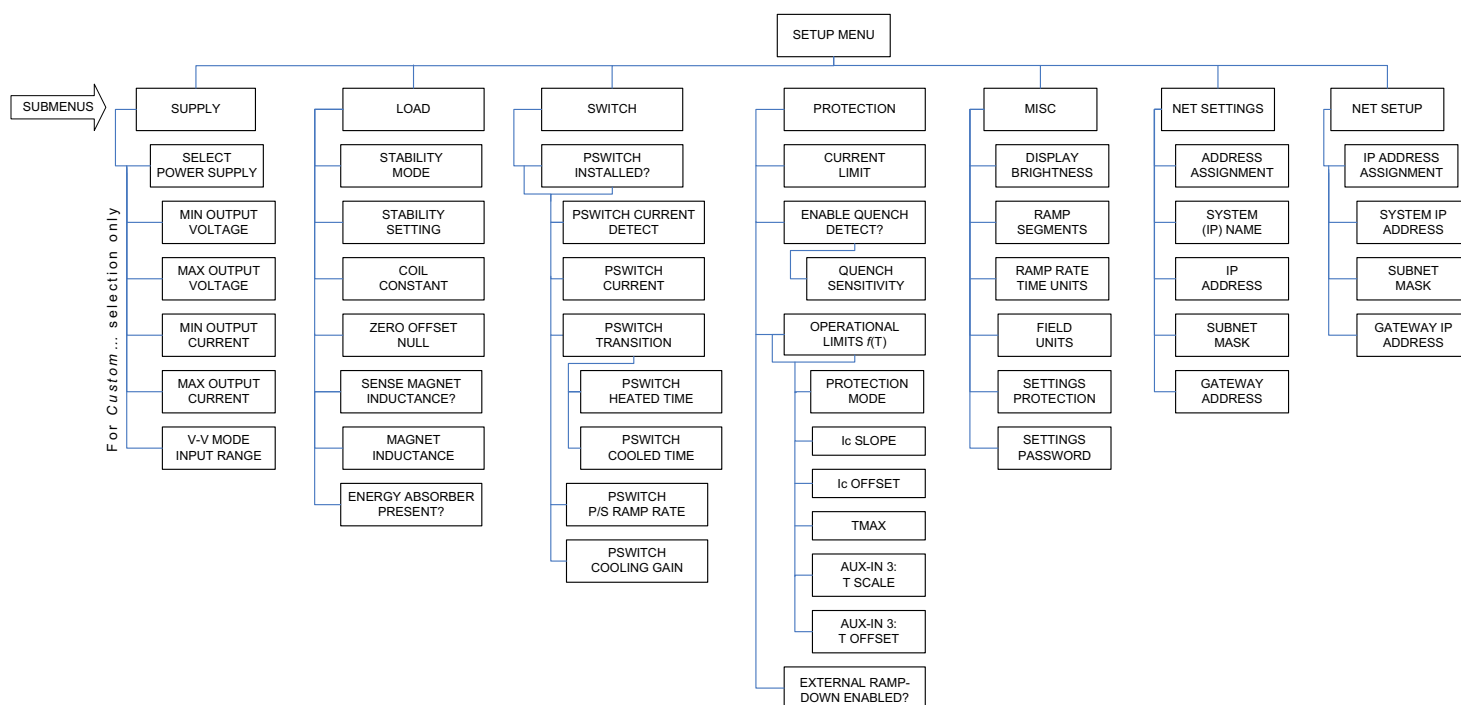 SETUP MENU
SUBMENUS
SUPPLY
SELECT
POWER SUPPLY
For Custom... selection only
MIN OUTPUT
VOLTAGE
MAX OUTPUT
VOLTAGE
MIN OUTPUT
CURRENT
MAX OUTPUT
CURRENT
V-V MODE
INPUT RANGE
LOAD
STABILITY
MODE
STABILITY
SETTING
COIL
CONSTANT
ZERO OFFSET
NULL
SENSE MAGNET
INDUCTANCE?
MAGNET
INDUCTANCE
ENERGY ABSORBER
PRESENT?
SWITCH
PSWITCH
INSTALLED?
PSWITCH CURRENT
DETECT
PSWITCH
CURRENT
PSWITCH
TRANSITION
PSWITCH
HEATED TIME
PSWITCH
COOLED TIME
PSWITCH
P/S RAMP RATE
PSWITCH
COOLING GAIN
PROTECTION
CURRENT
LIMIT
ENABLE QUENCH
DETECT?
QUENCH
SENSITIVITY
OPERATIONAL
LIMITS f(T)
PROTECTION
MODE
Ic SLOPE
Ic OFFSET
TMAX
AUX-IN 3:
T SCALE
AUX-IN 3:
T OFFSET
EXTERNAL RAMP-
DOWN ENABLED?
MISC
DISPLAY
BRIGHTNESS
RAMP
SEGMENTS
RAMP RATE
TIME UNITS
FIELD
UNITS
SETTINGS
PROTECTION
SETTINGS
PASSWORD
NET SETTINGS
ADDRESS
ASSIGNMENT
SYSTEM
(IP) NAME
IP
ADDRESS
SUBNET
MASK
GATEWAY
ADDRESS
NET SETUP
IP ADDRESS
ASSIGNMENT
SYSTEM IP
ADDRESS
SUBNET
MASK
GATEWAY IP
ADDRESS